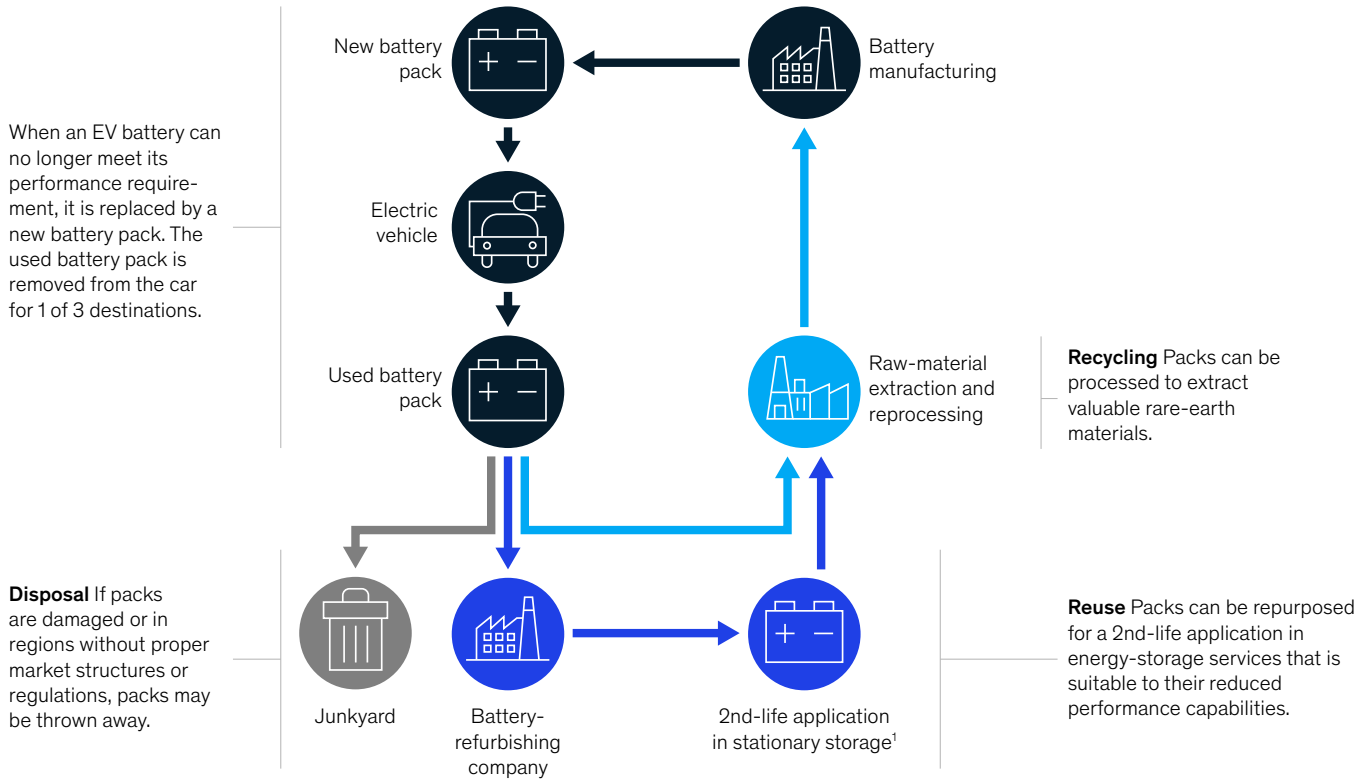 New battery
pack
Battery
manufacturing
When an EV battery can
no longer meet its
performance require-
ment, it is replaced by a
new battery pack. The
used battery pack is
removed from the car
for 1 of 3 destinations.
Electric
vehicle
Used battery
pack
Raw-material
extraction and
reprocessing
Recycling Packs can be
processed to extract
valuable rare-earth
materials.
Disposal If packs
are damaged or in
regions without proper
market structures or
regulations, packs may
be thrown away.
Junkyard
Battery-
refurbishing
company
2nd-life application
in stationary storage¹
Reuse Packs can be repurposed
for a 2nd-life application in
energy-storage services that is
suitable to their reduced
performance capabilities.